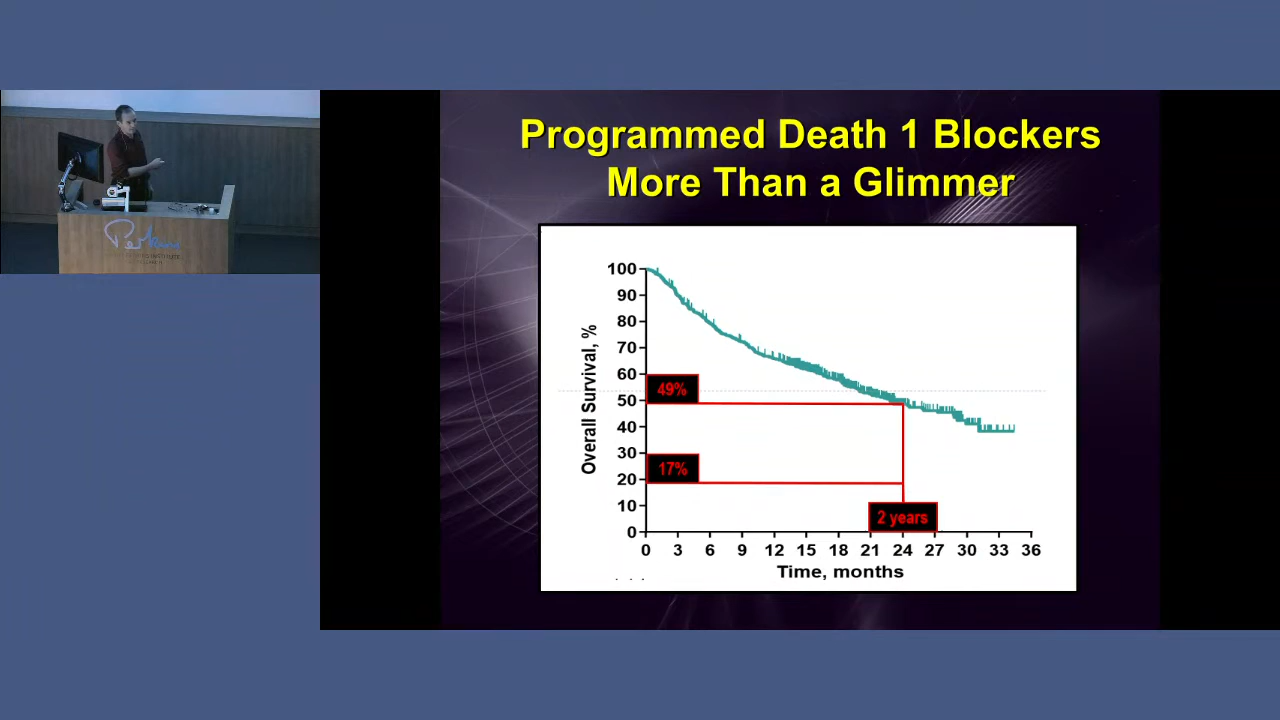 Programmed Death 1 Blockers
More Than a Glimmer
Overall Survival, %
100
90
80
70
60
50
40
30
20
10
0
49%
17%
2 years
0 3 6 9 12 15 18 21 24 27 30 33 36
Time, months